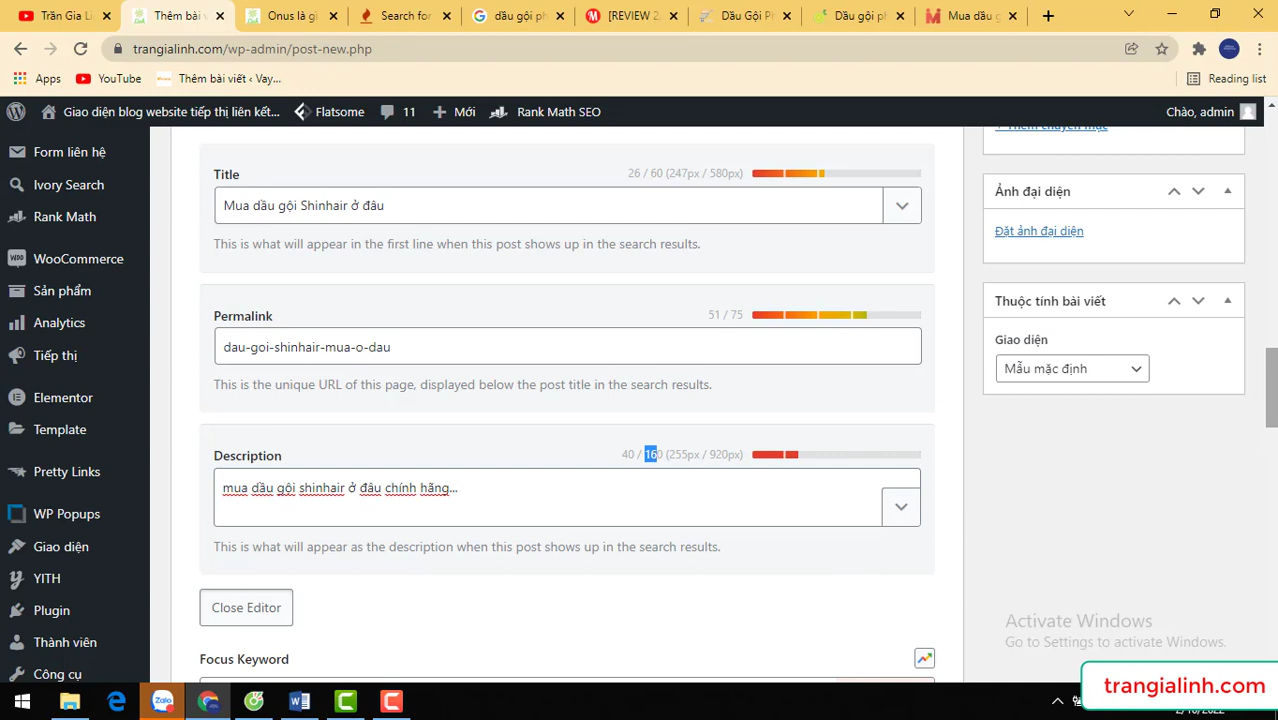 Trần Gia Li
Thêm bài v
Onus là gì
Search for
dầu gội ph
[REVIEW 2
Dầu Gội P
Dầu gội ph
Mua dầu g
trangialinh.com/wp-admin/post-new.php
Apps
YouTube
Thêm bài viết ‹ Vay...
Reading list
Giao diện blog website tiếp thị liên kết...
Flatsome
11
Mới
Rank Math SEO
Chào, admin
Form liên hệ
Ivory Search
Rank Math
WooCommerce
Sản phẩm
Analytics
Tiếp thị
Elementor
Template
Pretty Links
WP Popups
Giao diện
YITH
Plugin
Thành viên
Công cụ
Title
26 / 60 (247px / 580px)
Mua dầu gội Shinhair ở đâu
This is what will appear in the first line when this post shows up in the search results.
Permalink
51 / 75
dau-goi-shinhair-mua-o-dau
This is the unique URL of this page, displayed below the post title in the search results.
Description
40 / 160 (255px / 920px)
mua dầu gội shinhair ở đâu chính hãng...
This is what will appear as the description when this post shows up in the search results.
Close Editor
Focus Keyword
+ Thêm chuyên mục
Ảnh đại diện
Đặt ảnh đại diện
Thuộc tính bài viết
Giao diện
Mẫu mặc định
Activate Windows
Go to Settings to activate Windows.
Zalo
trangialinh.com